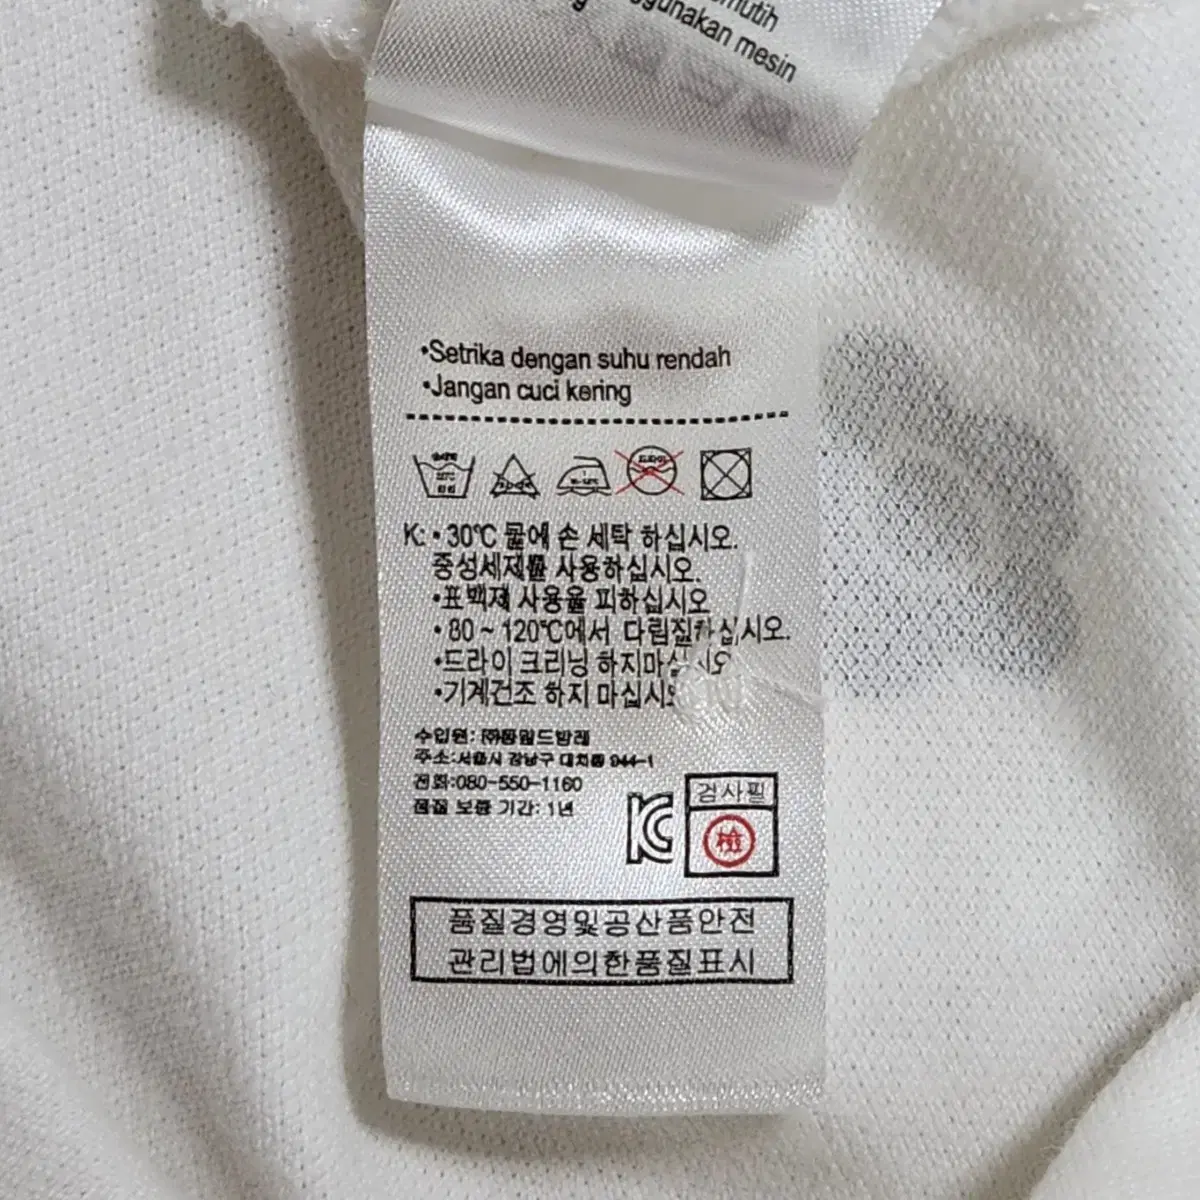 menggunakan mesin
•Setrika dengan suhu rendah
•Jangan cuci kering
K: • 30℃ 물에 손 세탁 하십시오.
중성세제를 사용하십시오.
•표백제 사용을 피하십시오
• 80 ~ 120℃에서 다림질하십시오.
•드라이 크리닝 하지마십시오
•기계건조 하지 마십시오
수입원:
주소:서울시 강남구 대치동 944-1
전화:080-550-1160
품질 보증 기간: 1년
검사필
檢
품질경영및공산품안전
관리법에의한품질표시